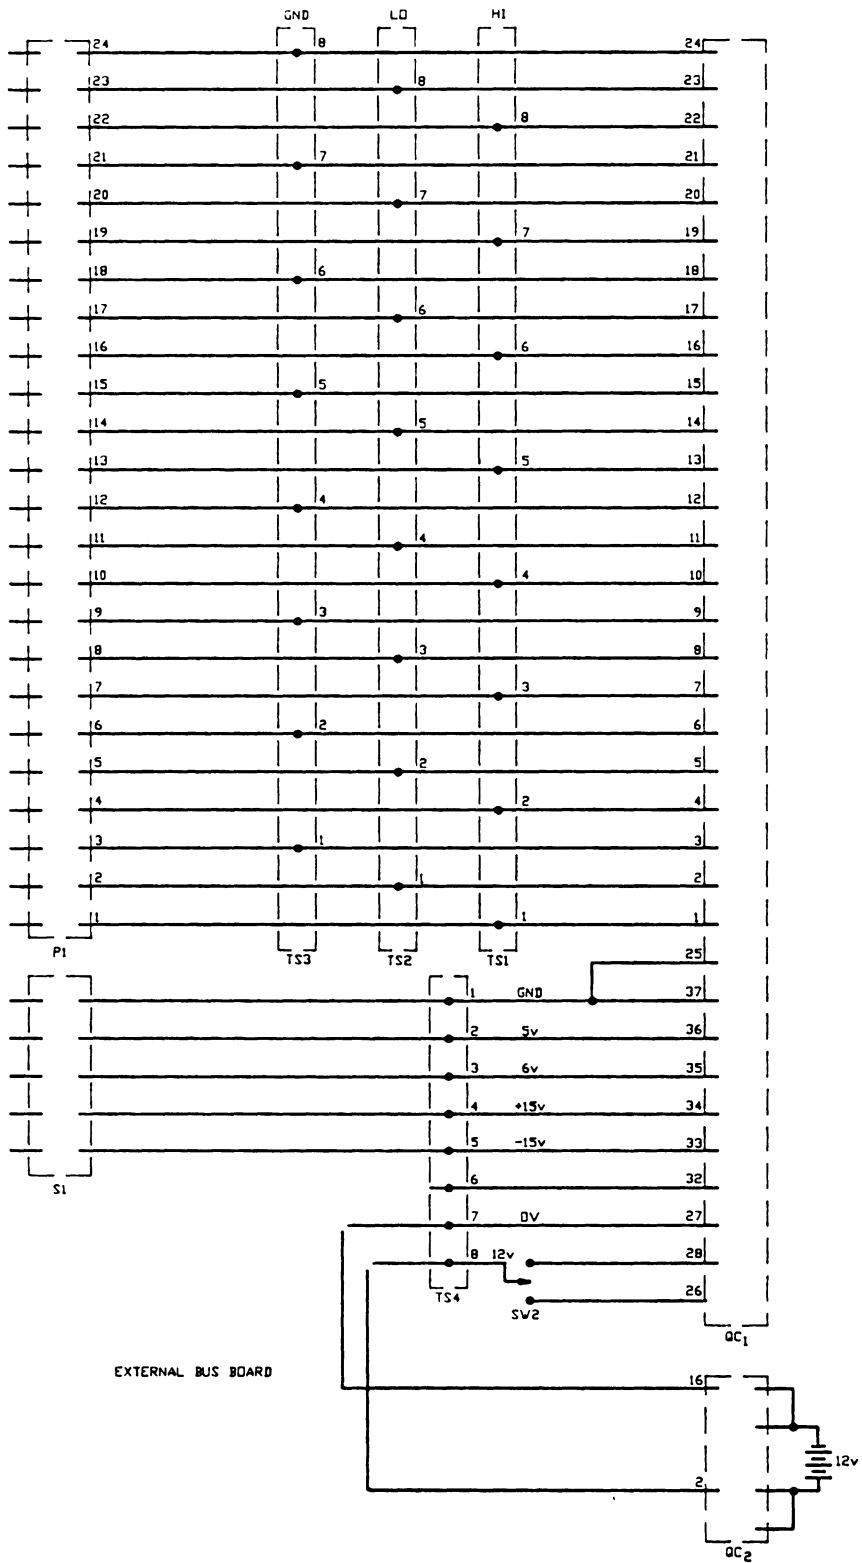 GND LO HI
24 8 24
23 8 23
22 8 22
21 7 21
20 7 20
19 7 19
18 6 18
17 6 17
16 6 16
15 5 15
14 5 14
13 5 13
12 4 12
11 4 11
10 4 10
9 3 9
8 3 8
7 3 7
6 2 6
5 2 5
4 2 4
3 1 3
2 1 2
1 1 1
P1 TS3 TS2 TS1
25
1 GND 37
2 5v 36
3 6v 35
4 +15v 34
5 -15v 33
S1
6 32
7 0V 27
8 12v 28
26
TS4 SW2
QC1
EXTERNAL BUS BOARD
16
12v
2
QC2